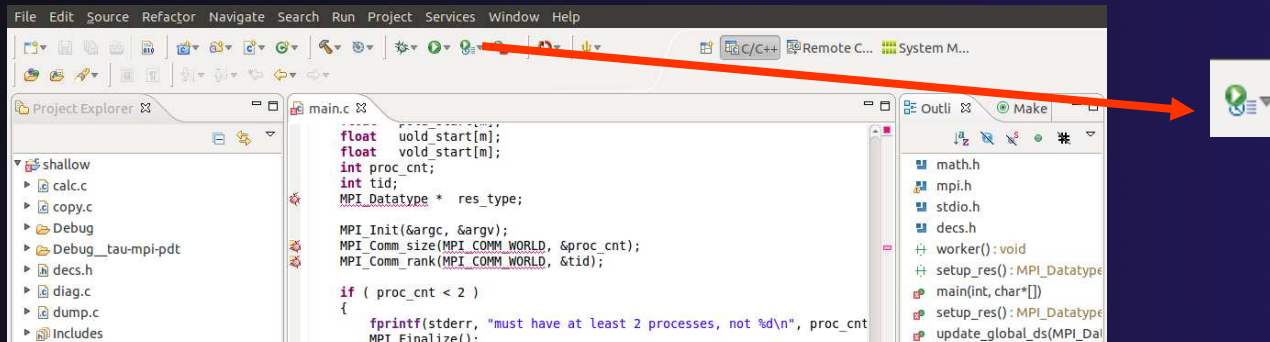 File Edit Source Refactor Navigate Search Run Project Services Window Help
C/C++ Remote C... System M...
Project Explorer
main.c
Outli Make
float uold_start[m];
float vold_start[m];
int proc_cnt;
int tid;
MPI_Datatype * res_type;
MPI_Init(&argc, &argv);
MPI_Comm_size(MPI_COMM_WORLD, &proc_cnt);
MPI_Comm_rank(MPI_COMM_WORLD, &tid);
if ( proc_cnt < 2 )
{
fprintf(stderr, "must have at least 2 processes, not %d\n", proc_cnt
MPI_Finalize();
shallow
calc.c
copy.c
Debug
Debug__tau-mpi-pdt
decs.h
diag.c
dump.c
Includes
math.h
mpi.h
stdio.h
decs.h
worker() : void
setup_res() : MPI_Datatype
main(int, char*[])
setup_res() : MPI_Datatype
update_global_ds(MPI_Dat